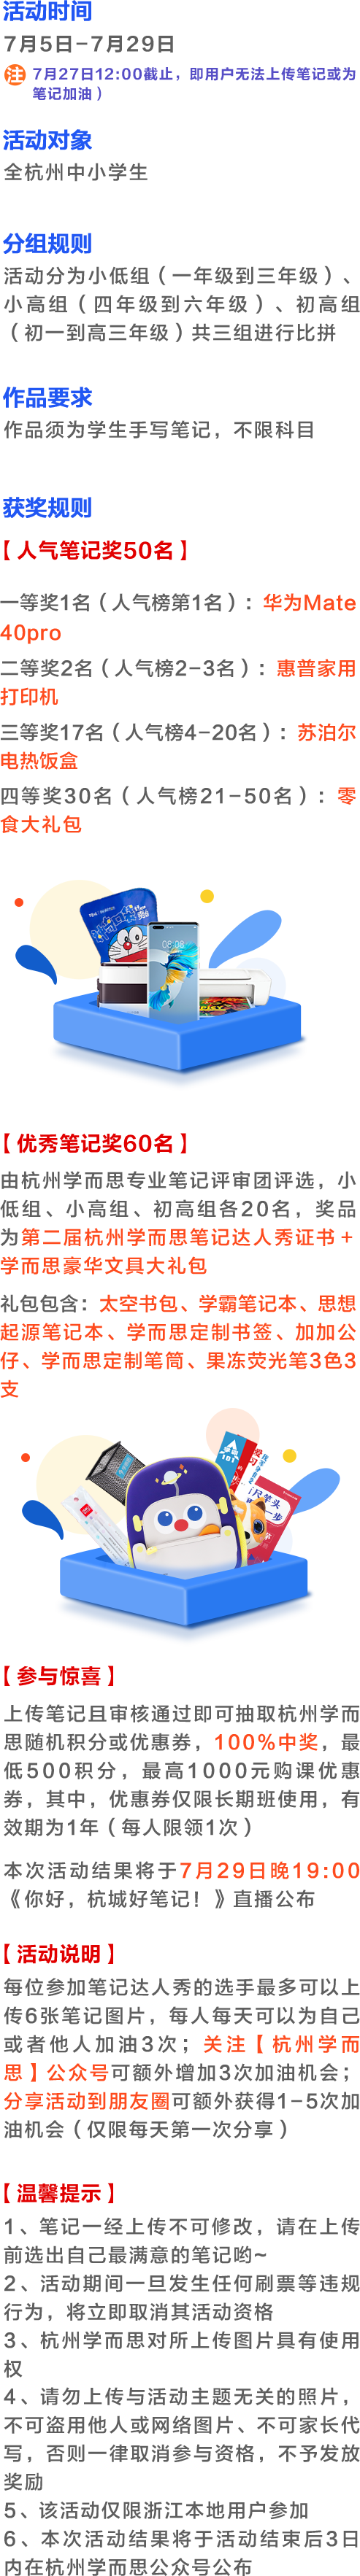 活动时间
7月5日-7月29日
注 7月27日12:00截止，即用户无法上传笔记或为
笔记加油）
活动对象
全杭州中小学生
分组规则
活动分为小低组（一年级到三年级）、
小高组（四年级到六年级）、初高组
（初一到高三年级）共三组进行比拼
作品要求
作品须为学生手写笔记，不限科目
获奖规则
【人气笔记奖50名】
一等奖1名（人气榜第1名）：华为Mate
40pro
二等奖2名（人气榜2-3名）：惠普家用
打印机
三等奖17名（人气榜4-20名）：苏泊尔
电热饭盒
四等奖30名（人气榜21-50名）：零
食大礼包
08:08
【优秀笔记奖60名】
由杭州学而思专业笔记评审团评选，小
低组、小高组、初高组各20名，奖品
为第二届杭州学而思笔记达人秀证书+
学而思豪华文具大礼包
礼包包含：太空书包、学霸笔记本、思想
起源笔记本、学而思定制书签、加加公
仔、学而思定制笔筒、果冻荧光笔3色3
支
【参与惊喜】
上传笔记且审核通过即可抽取杭州学而
思随机积分或优惠券，100%中奖，最
低500积分，最高1000元购课优惠
券，其中，优惠券仅限长期班使用，有
效期为1年（每人限领1次）
本次活动结果将于7月29日晚19:00
《你好，杭城好笔记！》直播公布
【活动说明】
每位参加笔记达人秀的选手最多可以上
传6张笔记图片，每人每天可以为自己
或者他人加油3次；关注【杭州学而
思】公众号可额外增加3次加油机会；
分享活动到朋友圈可额外获得1-5次加
油机会（仅限每天第一次分享）
【温馨提示】
1、笔记一经上传不可修改，请在上传
前选出自己最满意的笔记哟~
2、活动期间一旦发生任何刷票等违规
行为，将立即取消其活动资格
3、杭州学而思对所上传图片具有使用
权
4、请勿上传与活动主题无关的照片，
不可盗用他人或网络图片、不可家长代
写，否则一律取消参与资格，不予发放
奖励
5、该活动仅限浙江本地用户参加
6、本次活动结果将于活动结束后3日
内在杭州学而思公众号公布